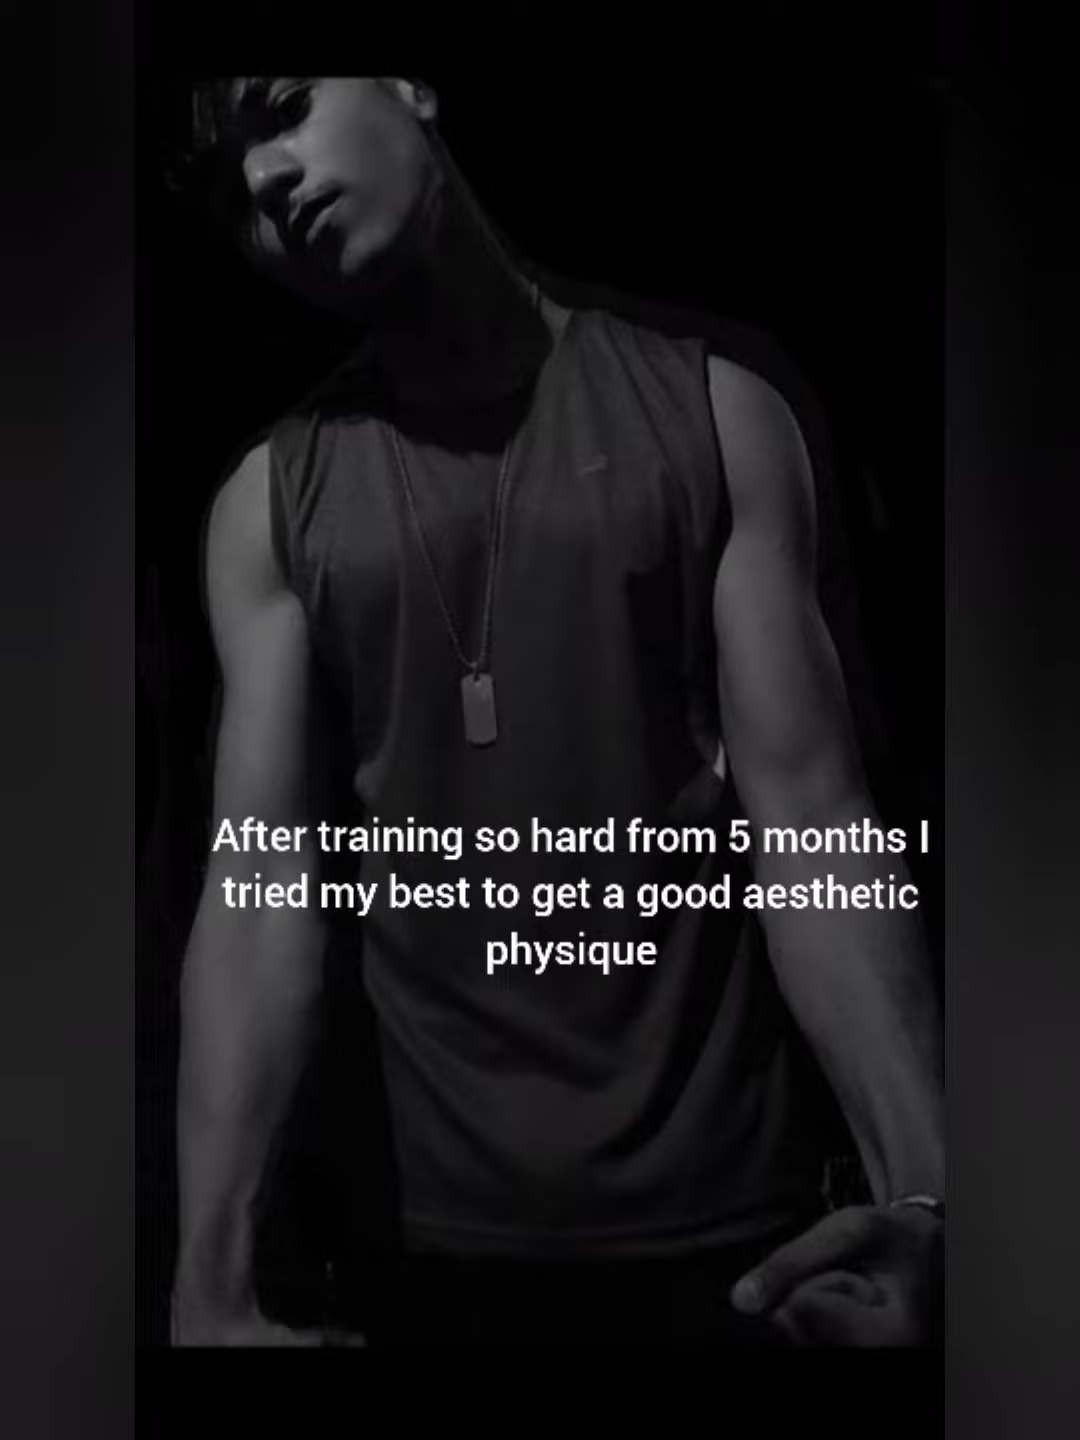 After training so hard from 5 months I
tried my best to get a good aesthetic
physique